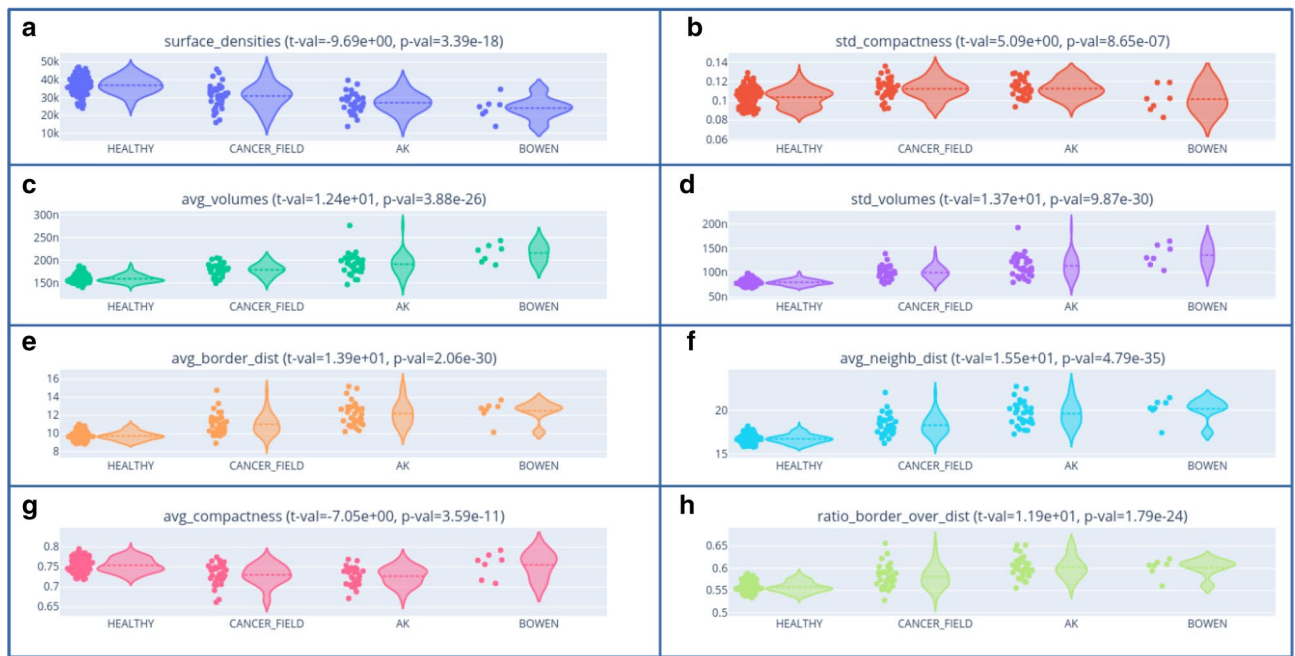 a
surface_densities (t-val=-9.69e+00, p-val=3.39e-18)
50k
40k
30k
20k
10k
HEALTHY CANCER_FIELD AK BOWEN
b
std_compactness (t-val=5.09e+00, p-val=8.65e-07)
0.14
0.12
0.1
0.08
0.06
HEALTHY CANCER_FIELD AK BOWEN
c
avg_volumes (t-val=1.24e+01, p-val=3.88e-26)
300n
250n
200n
150n
HEALTHY CANCER_FIELD AK BOWEN
d
std_volumes (t-val=1.37e+01, p-val=9.87e-30)
200n
150n
100n
50n
HEALTHY CANCER_FIELD AK BOWEN
e
avg_border_dist (t-val=1.39e+01, p-val=2.06e-30)
16
14
12
10
8
HEALTHY CANCER_FIELD AK BOWEN
f
avg_neighb_dist (t-val=1.55e+01, p-val=4.79e-35)
20
15
HEALTHY CANCER_FIELD AK BOWEN
g
avg_compactness (t-val=-7.05e+00, p-val=3.59e-11)
0.8
0.75
0.7
0.65
HEALTHY CANCER_FIELD AK BOWEN
h
ratio_border_over_dist (t-val=1.19e+01, p-val=1.79e-24)
0.65
0.6
0.55
0.5
HEALTHY CANCER_FIELD AK BOWEN